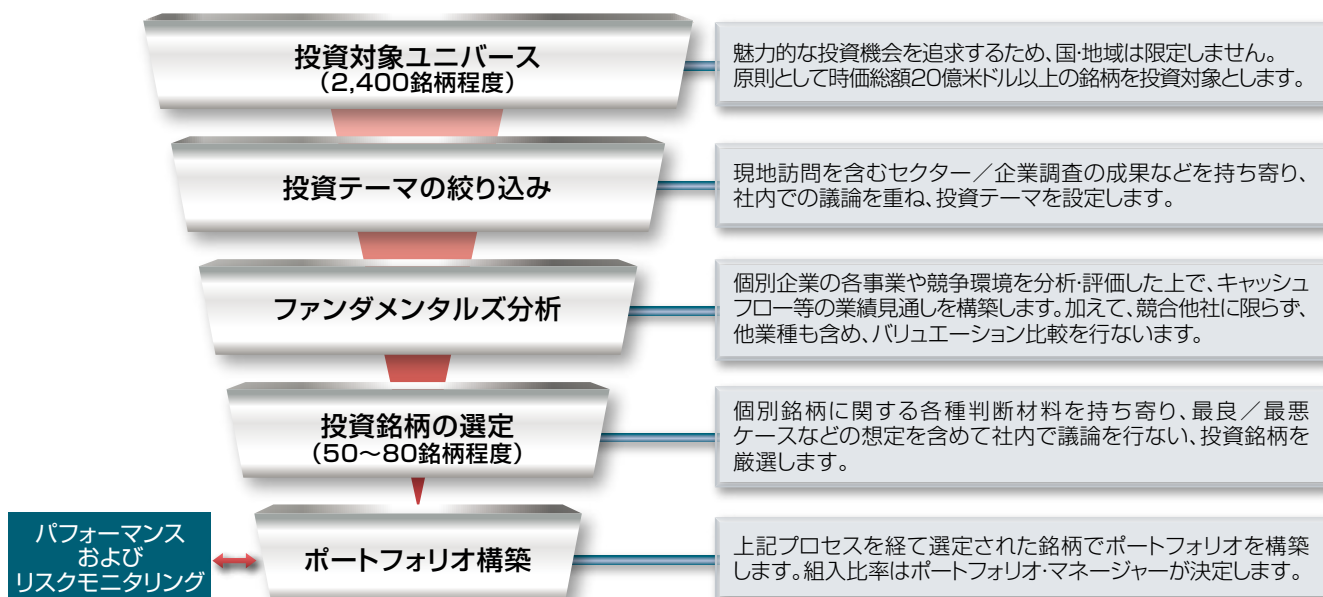 投資対象ユニバース
(2,400銘柄程度)
魅力的な投資機会を追求するため、国・地域は限定しません。
原則として時価総額20億米ドル以上の銘柄を投資対象とします。
投資テーマの絞り込み
現地訪問を含むセクター／企業調査の成果などを持ち寄り、
社内での議論を重ね、投資テーマを設定します。
ファンダメンタルズ分析
個別企業の各事業や競争環境を分析・評価した上で、キャッシュ
フロー等の業績見通しを構築します。加えて、競合他社に限らず、
他業種も含め、バリュエーション比較を行ないます。
投資銘柄の選定
(50～80銘柄程度)
個別銘柄に関する各種判断材料を持ち寄り、最良／最悪
ケースなどの想定を含めて社内で議論を行ない、投資銘柄を
厳選します。
パフォーマンス
および
リスクモニタリング
ポートフォリオ構築
上記プロセスを経て選定された銘柄でポートフォリオを構築
します。組入比率はポートフォリオ・マネージャーが決定します。